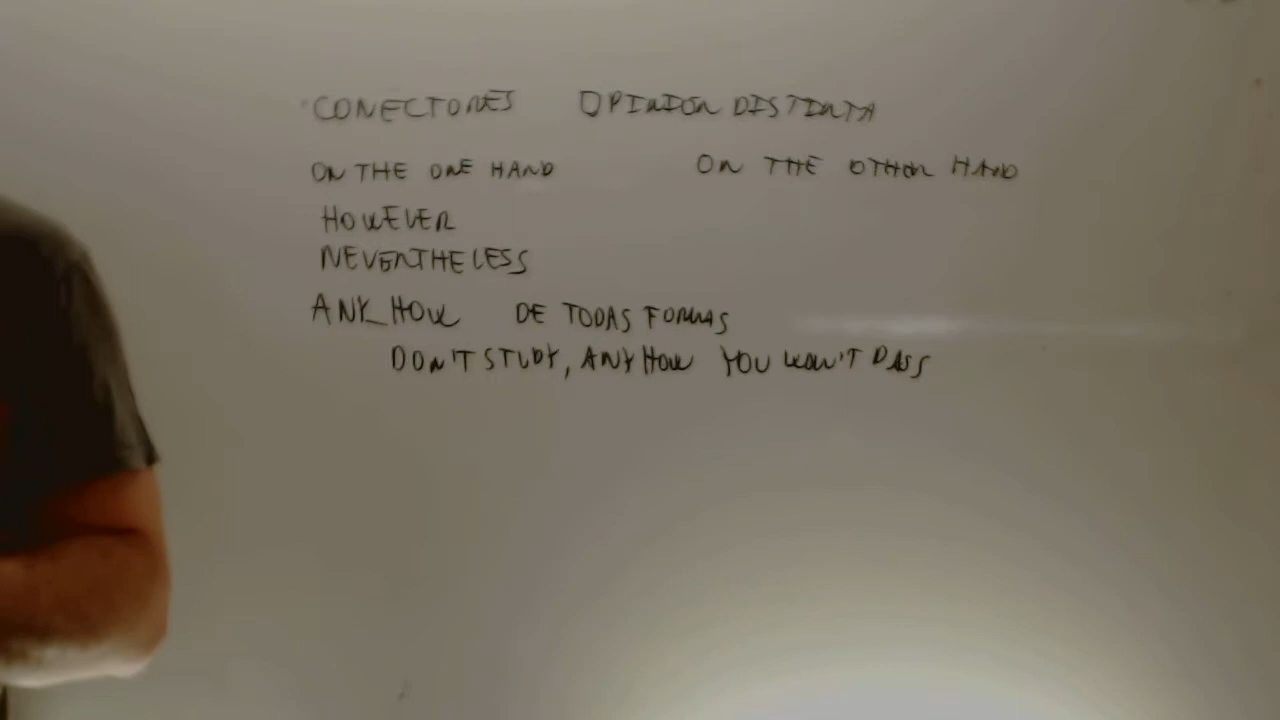 CONECTORES OPINION DISTINTA
ON THE ONE HAND ON THE OTHER HAND
HOWEVER
NEVERTHELESS
ANY_HOW DE TODAS FORMAS
DON'T STUDY, ANYHOW YOU WON'T PASS